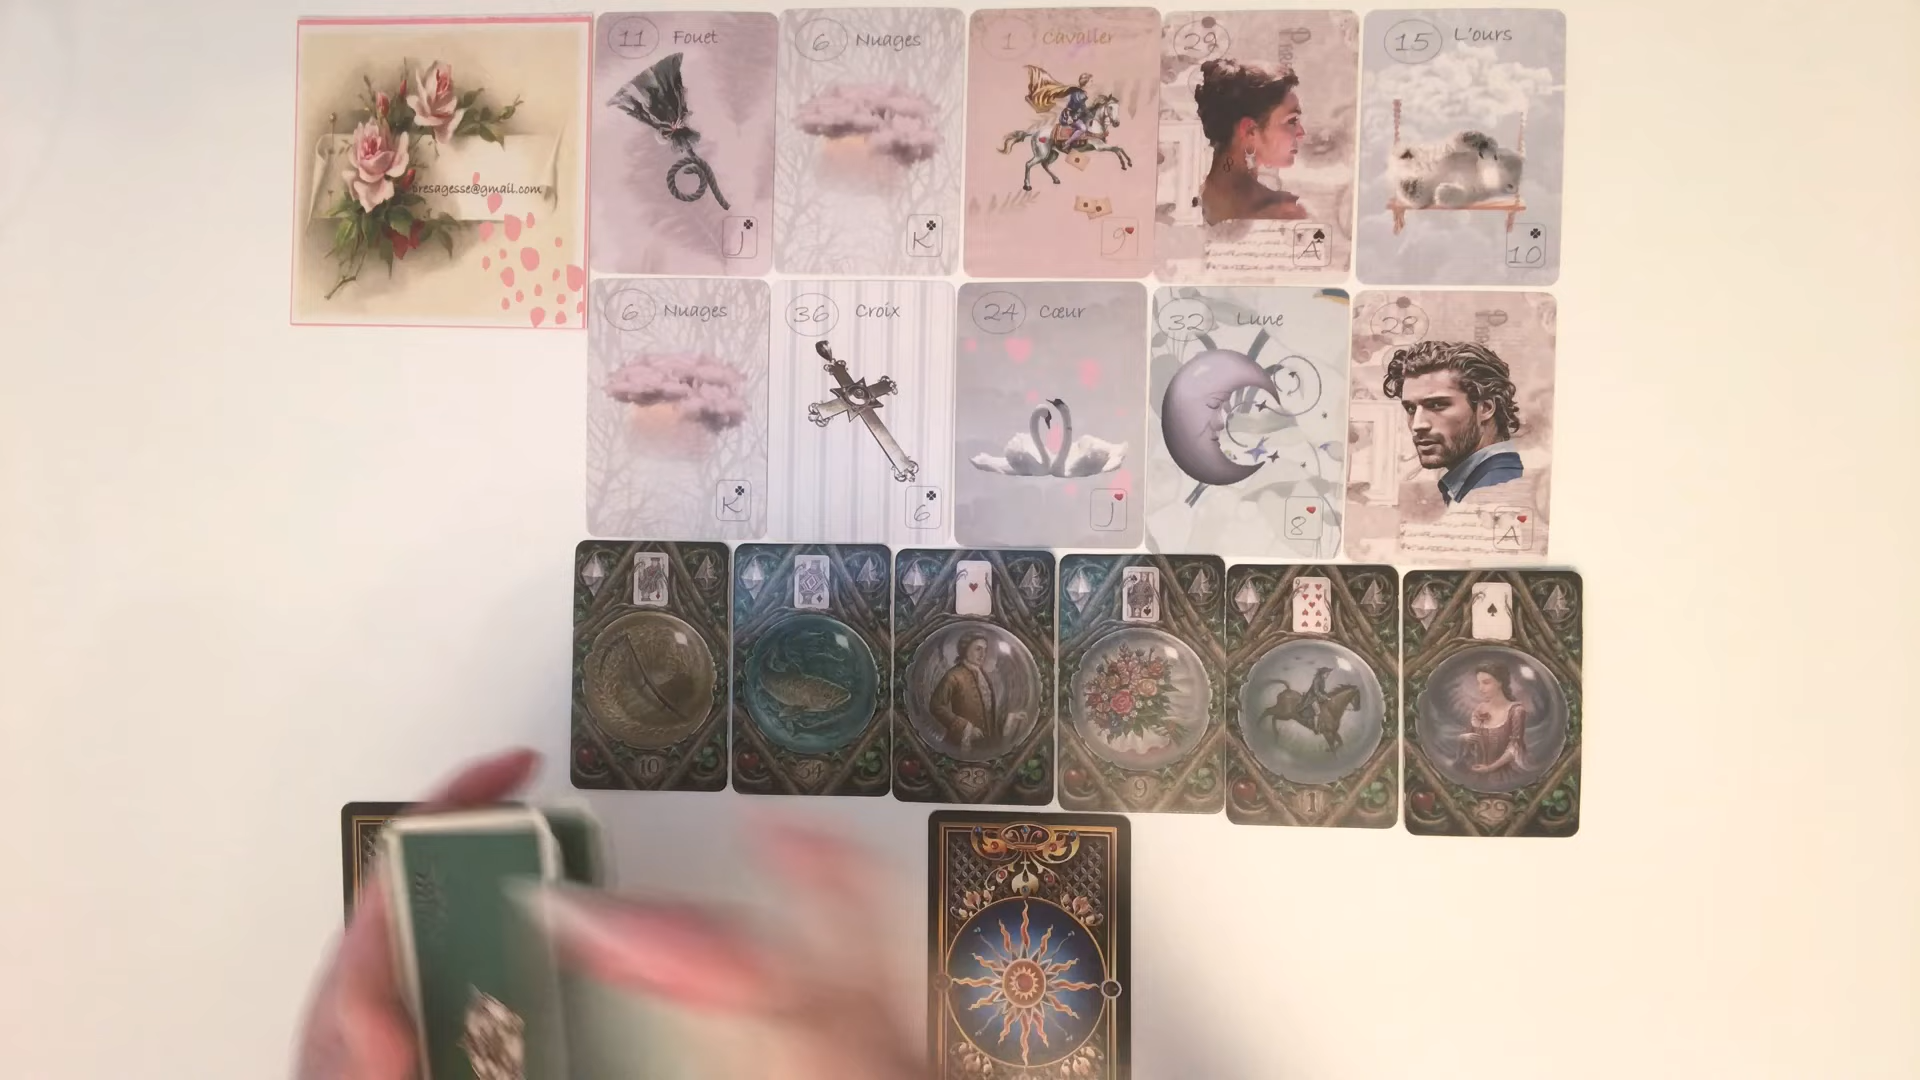 presagesse@gmail.com
11 Fouet
J
6 Nuages
K
1 Cavalier
9
29
A
15 L'ours
10
6 Nuages
K
36 Croix
6
24 Cœur
J
32 Lune
8
28
A
10
34
28
9
1
29